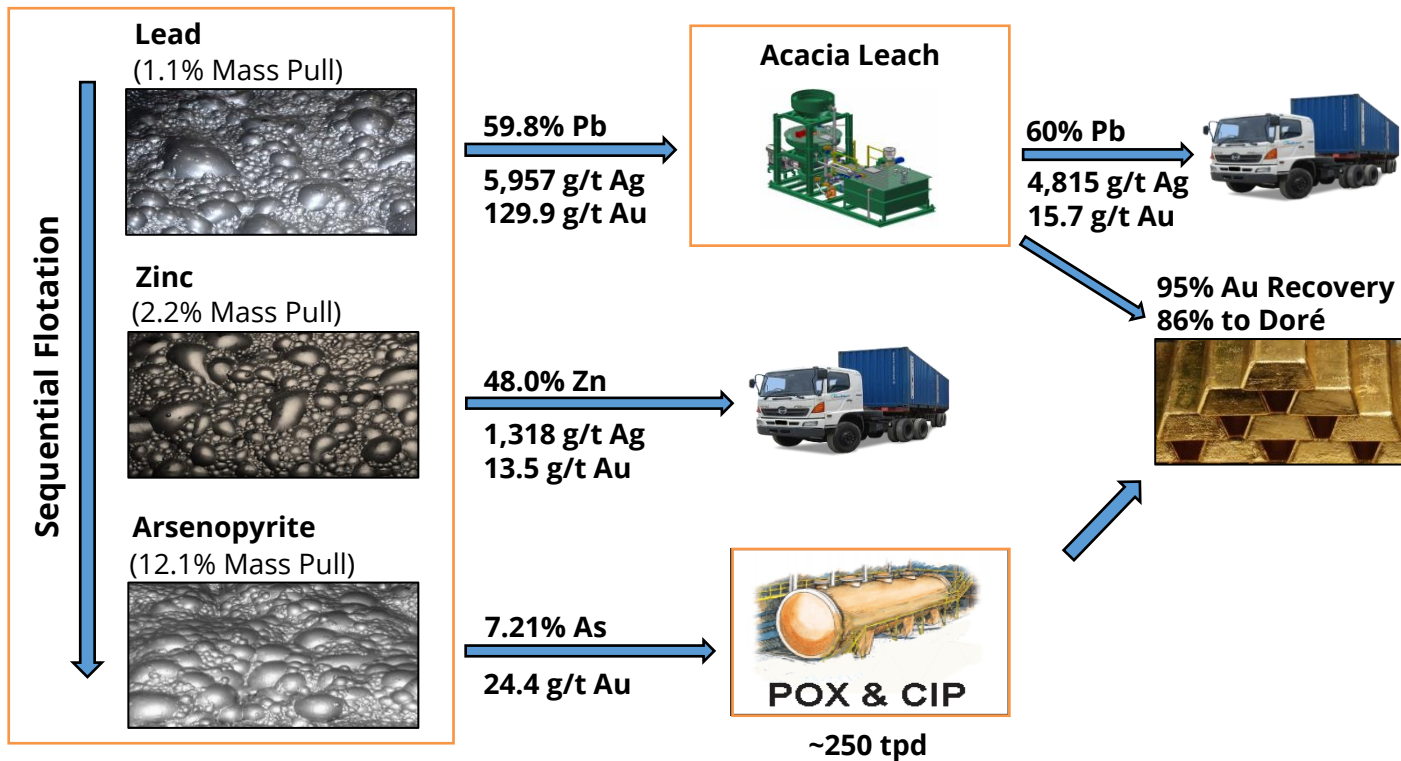 Sequential Flotation
Lead
(1.1% Mass Pull)
59.8% Pb
5,957 g/t Ag
129.9 g/t Au
Acacia Leach
60% Pb
4,815 g/t Ag
15.7 g/t Au
Zinc
(2.2% Mass Pull)
48.0% Zn
1,318 g/t Ag
13.5 g/t Au
95% Au Recovery
86% to Doré
Arsenopyrite
(12.1% Mass Pull)
7.21% As
24.4 g/t Au
POX & CIP
~250 tpd